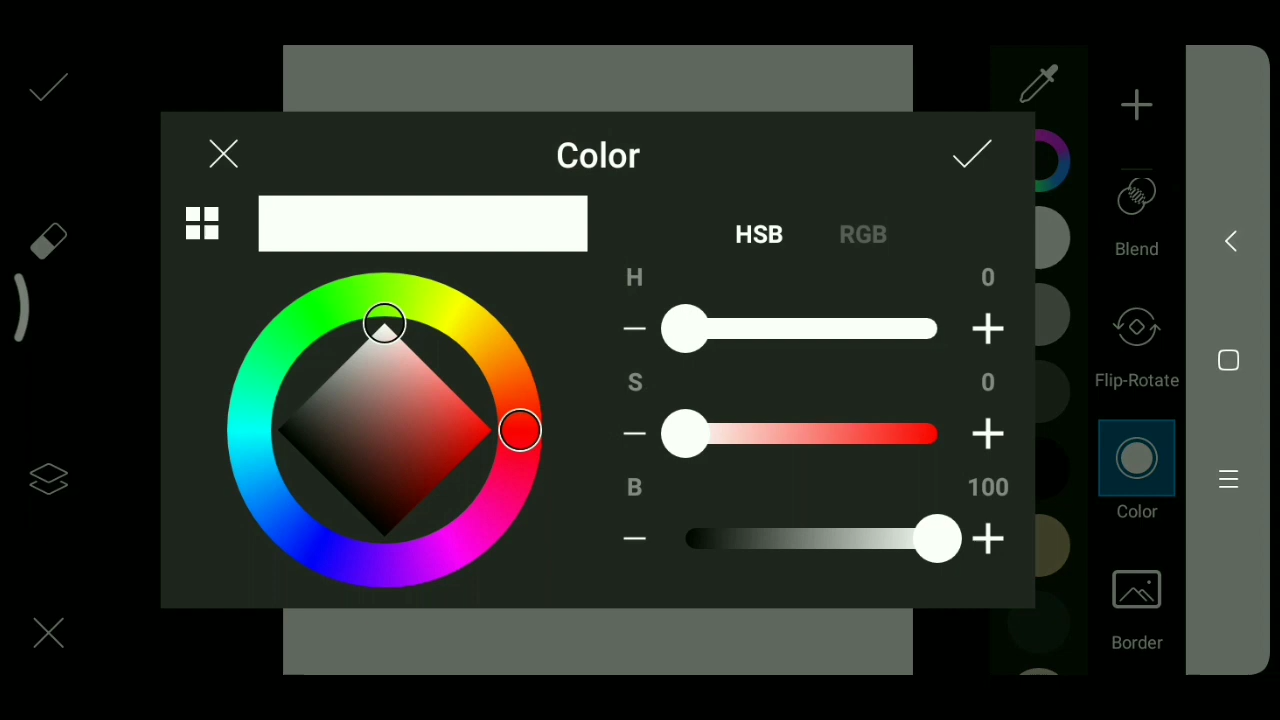 Color
HSB RGB
H 0
S 0
B 100
Blend
Flip-Rotate
Color
Border